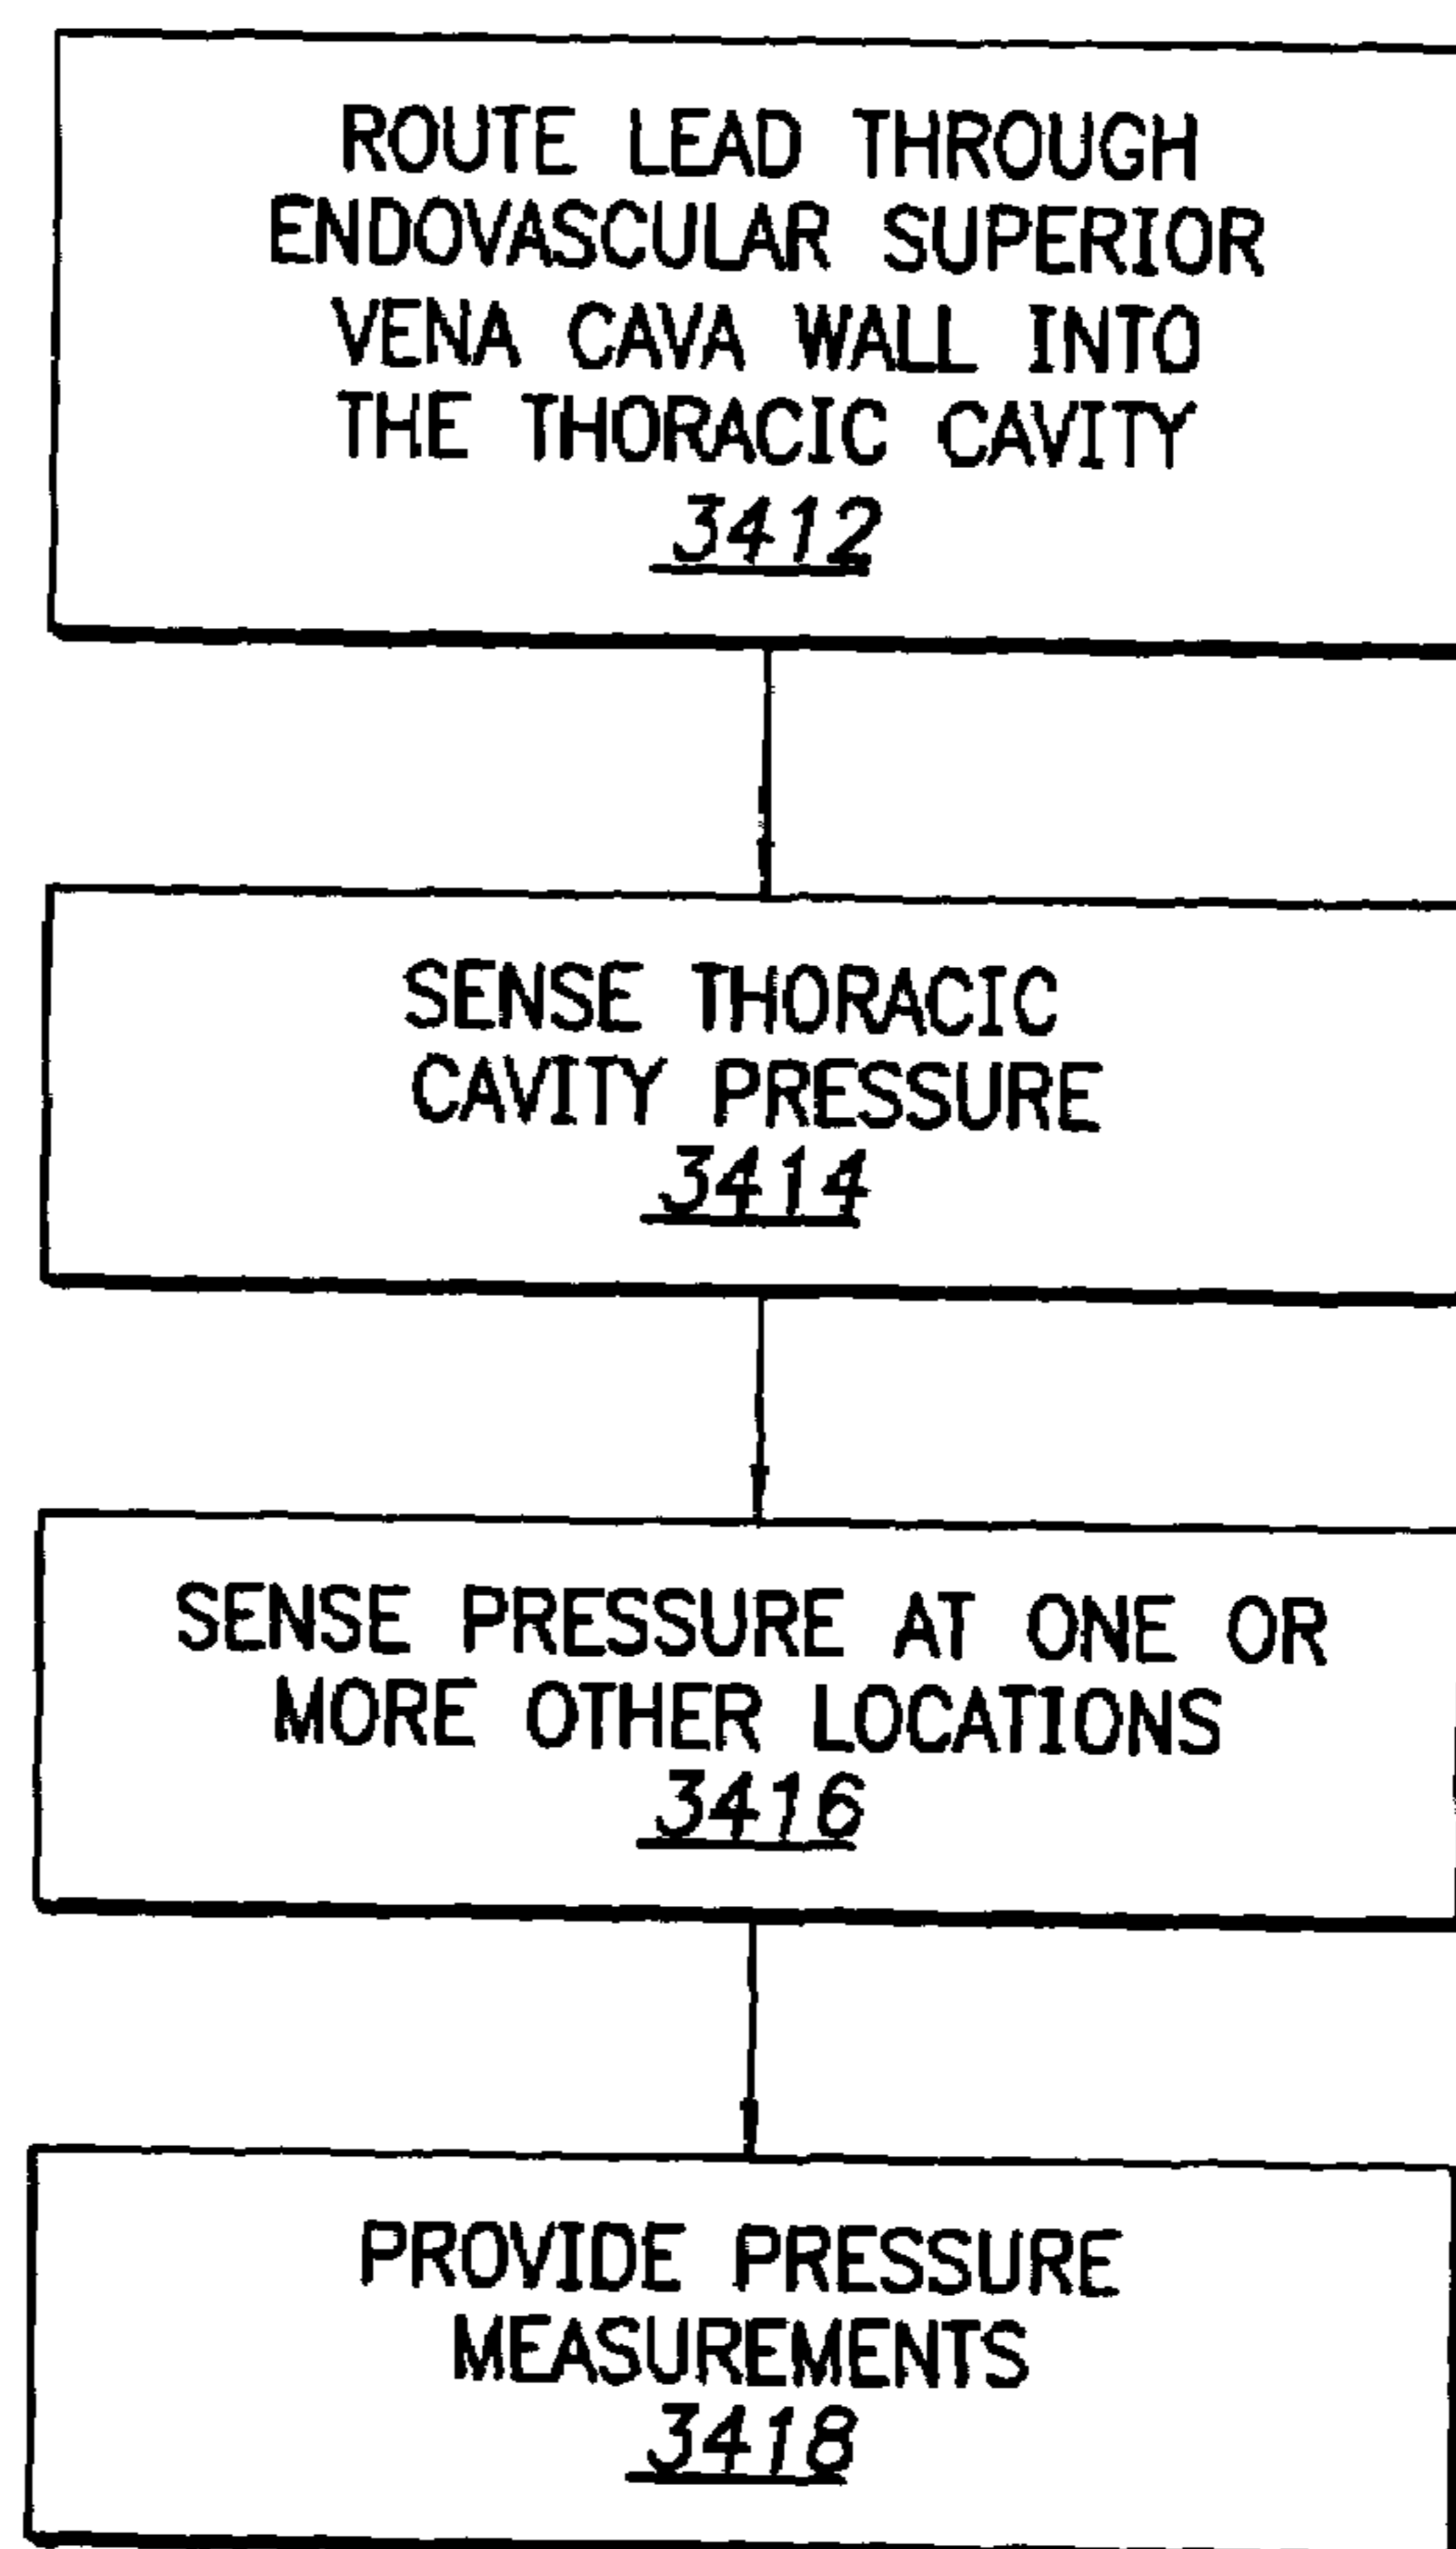 ROUTE LEAD THROUGH
ENDOVASCULAR SUPERIOR
VENA CAVA WALL INTO
THE THORACIC CAVITY
3412
SENSE THORACIC
CAVITY PRESSURE
3414
SENSE PRESSURE AT ONE OR
MORE OTHER LOCATIONS
3416
PROVIDE PRESSURE
MEASUREMENTS
3418